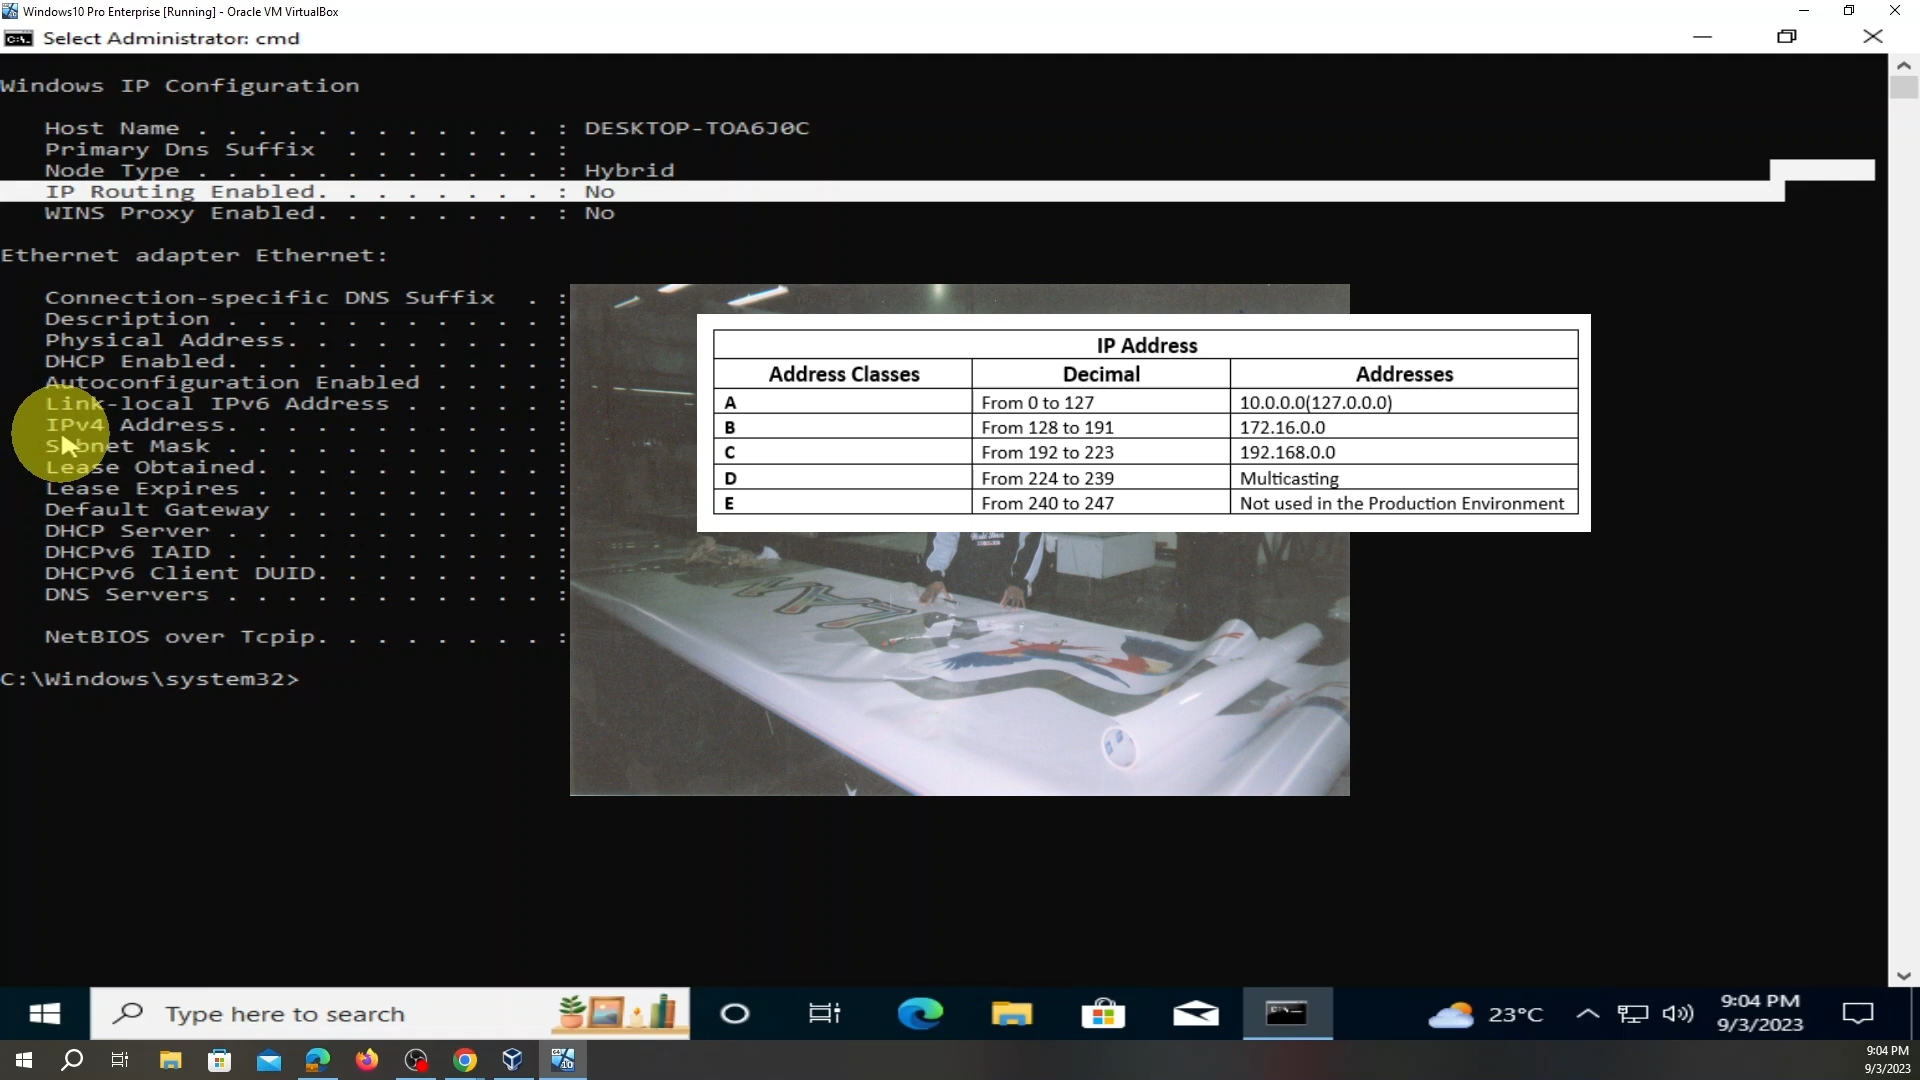 Windows10 Pro Enterprise [Running] - Oracle VM VirtualBox
Select Administrator: cmd
Windows IP Configuration
Host Name . . . . . . . . . . . . : DESKTOP-TOA6J0C
Primary Dns Suffix  . . . . . . . :
Node Type . . . . . . . . . . . . : Hybrid
IP Routing Enabled. . . . . . . . : No
WINS Proxy Enabled. . . . . . . . : No
Ethernet adapter Ethernet:
Connection-specific DNS Suffix  . :
Description . . . . . . . . . . . :
Physical Address. . . . . . . . . :
DHCP Enabled. . . . . . . . . . . :
Autoconfiguration Enabled . . . . :
Link-local IPv6 Address . . . . . :
IPv4 Address. . . . . . . . . . . :
Subnet Mask . . . . . . . . . . . :
Lease Obtained. . . . . . . . . . :
Lease Expires . . . . . . . . . . :
Default Gateway . . . . . . . . . :
DHCP Server . . . . . . . . . . . :
DHCPv6 IAID . . . . . . . . . . . :
DHCPv6 Client DUID. . . . . . . . :
DNS Servers . . . . . . . . . . . :
NetBIOS over Tcpip. . . . . . . . :
C:\Windows\system32>
IP Address
Address Classes Decimal Addresses
A From 0 to 127 10.0.0.0(127.0.0.0)
B From 128 to 191 172.16.0.0
C From 192 to 223 192.168.0.0
D From 224 to 239 Multicasting
E From 240 to 247 Not used in the Production Environment
Type here to search
23°C
9:04 PM
9/3/2023
9:04 PM
9/3/2023